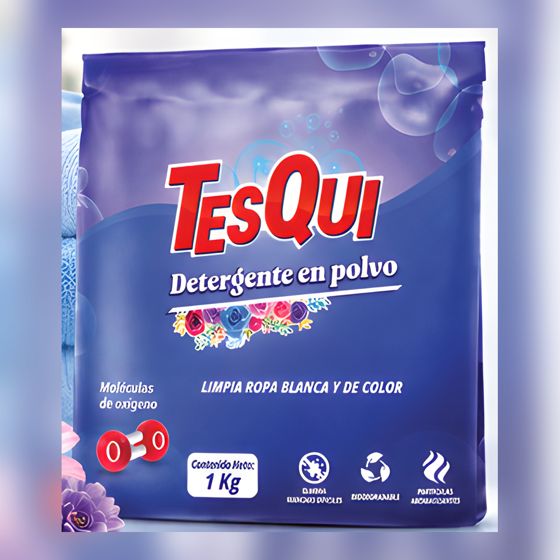 TESQUI
Detergente en polvo
LIMPIA ROPA BLANCA Y DE COLOR
Moléculas
de oxígeno
O O
Contenido Neto:
1 Kg
BIODEGRADABLE